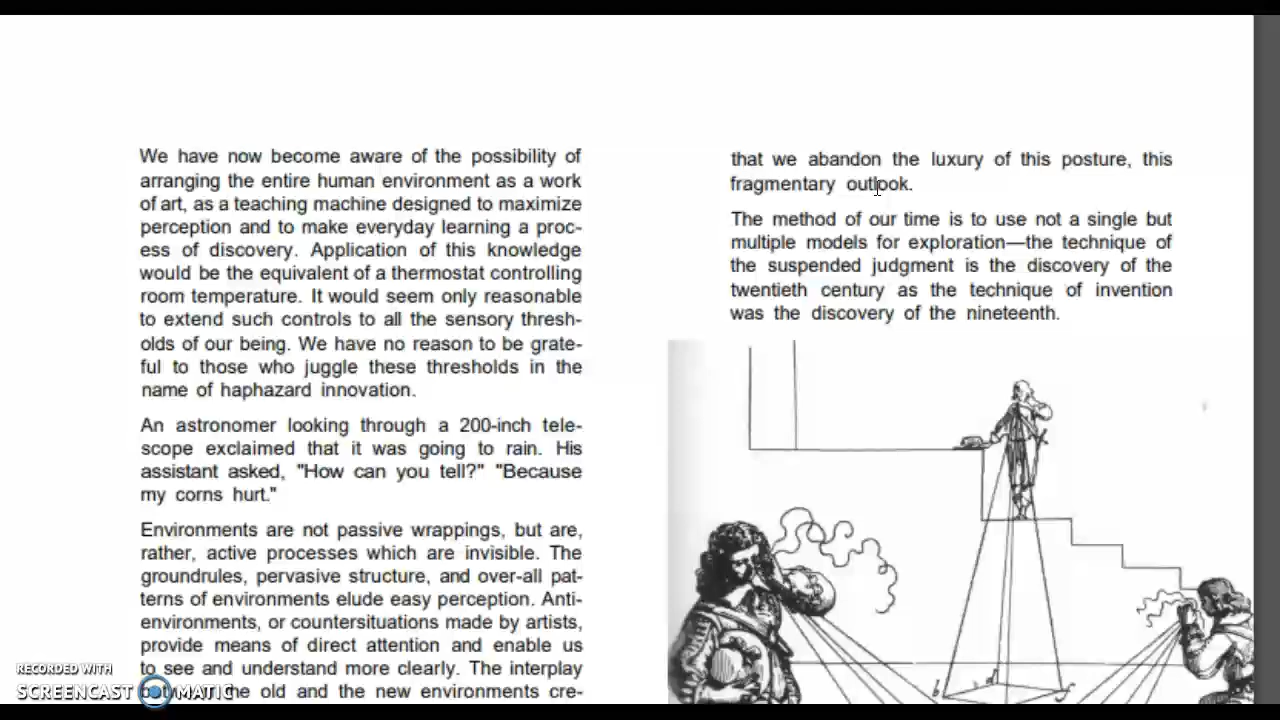 We have now become aware of the possibility of
arranging the entire human environment as a work
of art, as a teaching machine designed to maximize
perception and to make everyday learning a proc-
ess of discovery. Application of this knowledge
would be the equivalent of a thermostat controlling
room temperature. It would seem only reasonable
to extend such controls to all the sensory thresh-
olds of our being. We have no reason to be grate-
ful to those who juggle these thresholds in the
name of haphazard innovation.
An astronomer looking through a 200-inch tele-
scope exclaimed that it was going to rain. His
assistant asked, "How can you tell?" "Because
my corns hurt."
Environments are not passive wrappings, but are,
rather, active processes which are invisible. The
groundrules, pervasive structure, and over-all pat-
terns of environments elude easy perception. Anti-
environments, or countersituations made by artists,
provide means of direct attention and enable us
to see and understand more clearly. The interplay
the old and the new environments cre-
that we abandon the luxury of this posture, this
fragmentary outlook.
The method of our time is to use not a single but
multiple models for exploration—the technique of
the suspended judgment is the discovery of the
twentieth century as the technique of invention
was the discovery of the nineteenth.
b
f
RECORDED WITH
SCREENCAST MATIC